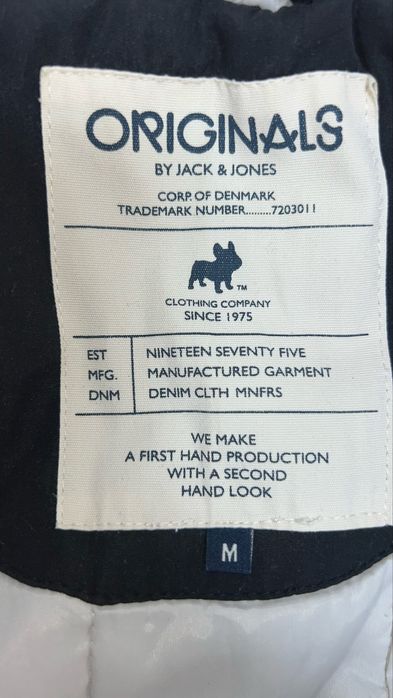 ORIGINALS
BY JACK & JONES
CORP. OF DENMARK
TRADEMARK NUMBER.........7203011
TM
CLOTHING COMPANY
SINCE 1975
EST NINETEEN SEVENTY FIVE
MFG. MANUFACTURED GARMENT
DNM DENIM CLTH MNFRS
WE MAKE
A FIRST HAND PRODUCTION
WITH A SECOND
HAND LOOK
M